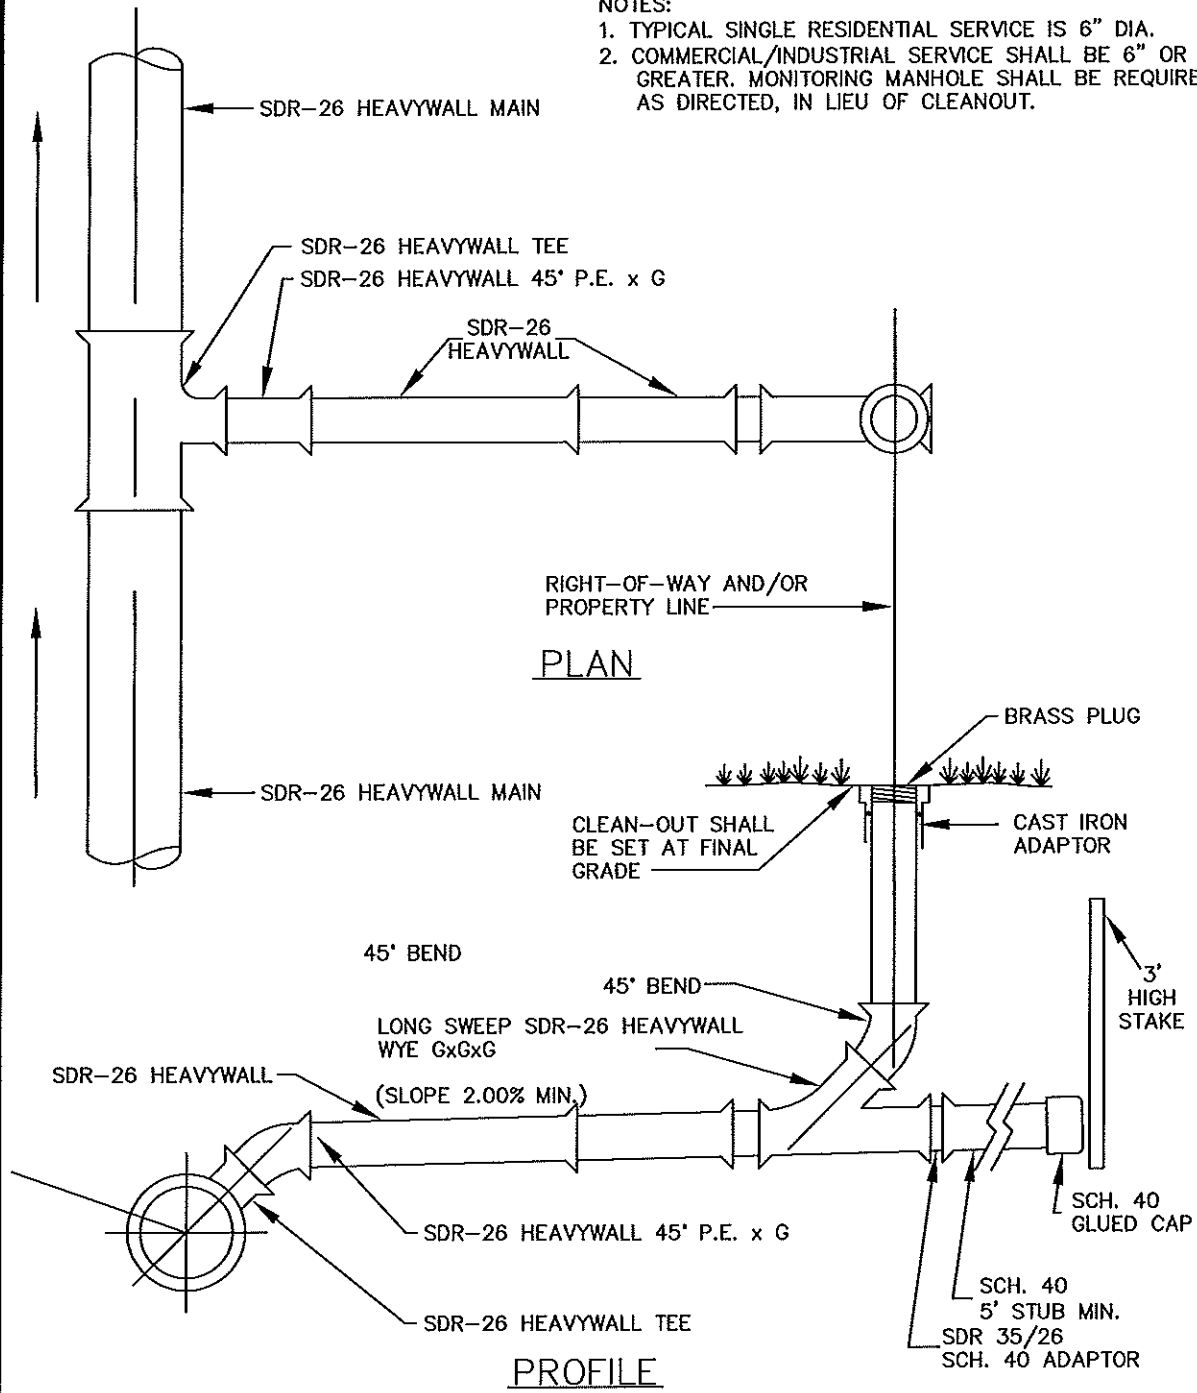 NOTES:
1. TYPICAL SINGLE RESIDENTIAL SERVICE IS 6" DIA.
2. COMMERCIAL/INDUSTRIAL SERVICE SHALL BE 6" OR
GREATER. MONITORING MANHOLE SHALL BE REQUIRE
AS DIRECTED, IN LIEU OF CLEANOUT.
SDR-26 HEAVYWALL MAIN
SDR-26 HEAVYWALL TEE
SDR-26 HEAVYWALL 45° P.E. x G
SDR-26
HEAVYWALL
RIGHT-OF-WAY AND/OR
PROPERTY LINE
PLAN
BRASS PLUG
SDR-26 HEAVYWALL MAIN
CLEAN-OUT SHALL
BE SET AT FINAL
GRADE
CAST IRON
ADAPTOR
45° BEND
45° BEND
3'
HIGH
STAKE
LONG SWEEP SDR-26 HEAVYWALL
WYE GxGxG
SDR-26 HEAVYWALL
(SLOPE 2.00% MIN.)
SCH. 40
GLUED CAP
SDR-26 HEAVYWALL 45° P.E. x G
SCH. 40
5' STUB MIN.
SDR-26 HEAVYWALL TEE
SDR 35/26
SCH. 40 ADAPTOR
PROFILE